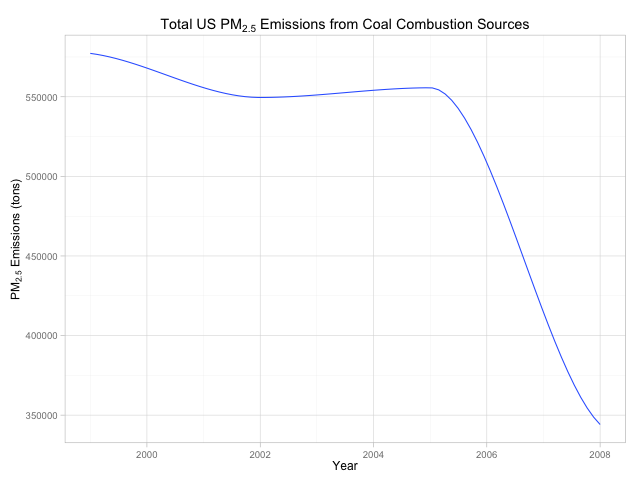 Total US PM2.5 Emissions from Coal Combustion Sources
PM2.5 Emissions (tons)
550000
500000
450000
400000
350000
2000 2002 2004 2006 2008
Year